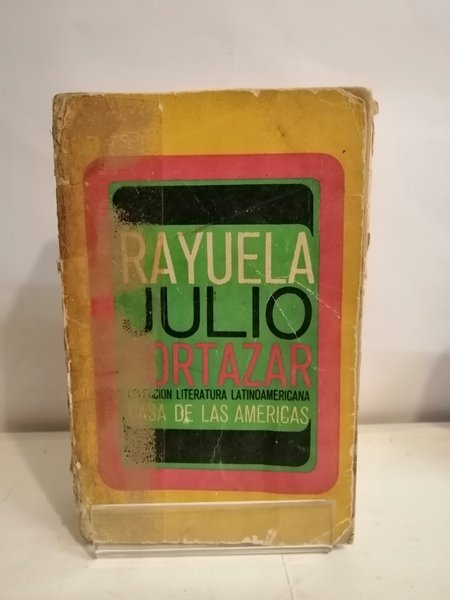 RAYUELA
JULIO
CORTAZAR
COLECCION LITERATURA LATINOAMERICANA
CASA DE LAS AMERICAS